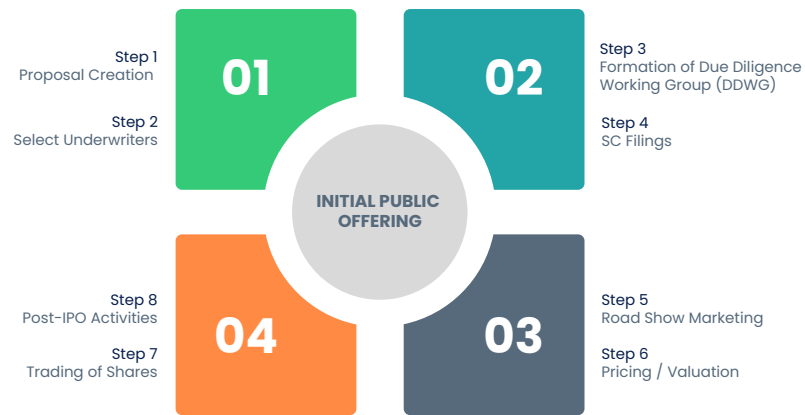 Step 1
Proposal Creation
Step 2
Select Underwriters
01
02
Step 3
Formation of Due Diligence
Working Group (DDWG)
Step 4
SC Filings
INITIAL PUBLIC
OFFERING
Step 8
Post-IPO Activities
Step 7
Trading of Shares
04
03
Step 5
Road Show Marketing
Step 6
Pricing / Valuation